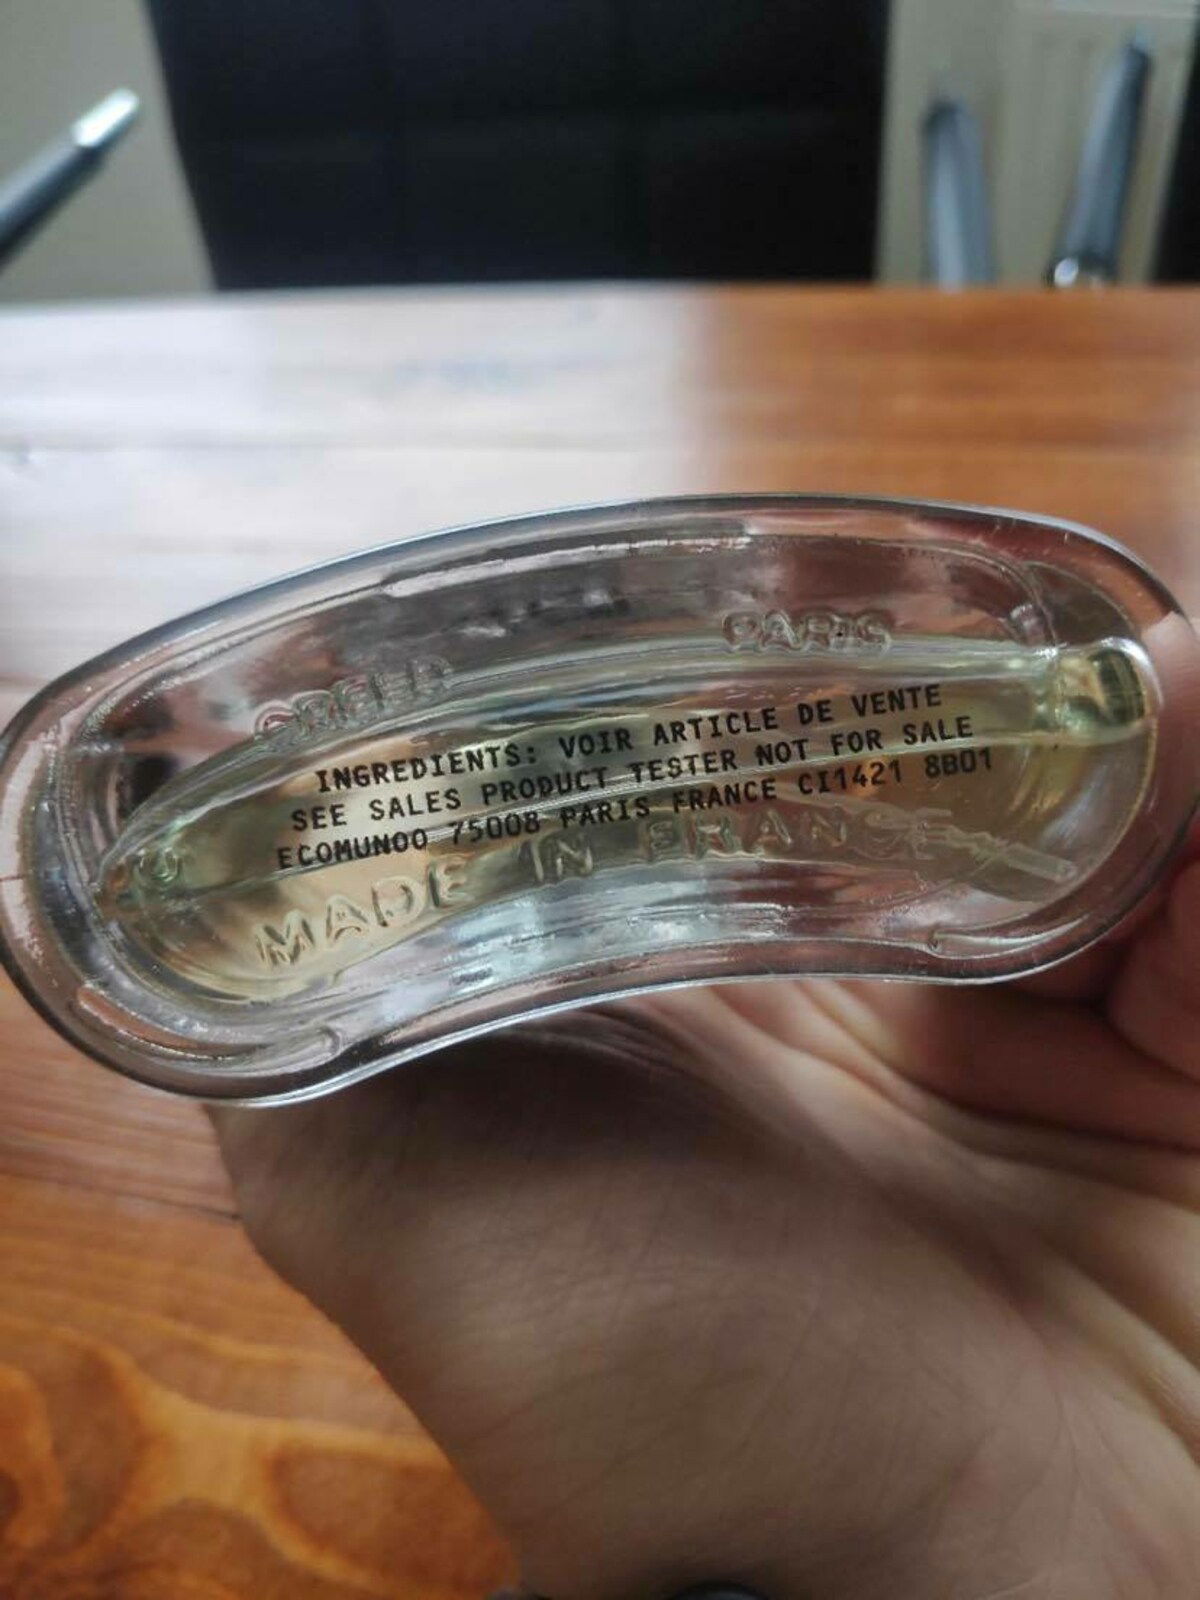 CREED PARIS
INGREDIENTS: VOIR ARTICLE DE VENTE
SEE SALES PRODUCT TESTER NOT FOR SALE
ECOMUNOO 75008 PARIS FRANCE CI1421 8B01
MADE IN FRANCE